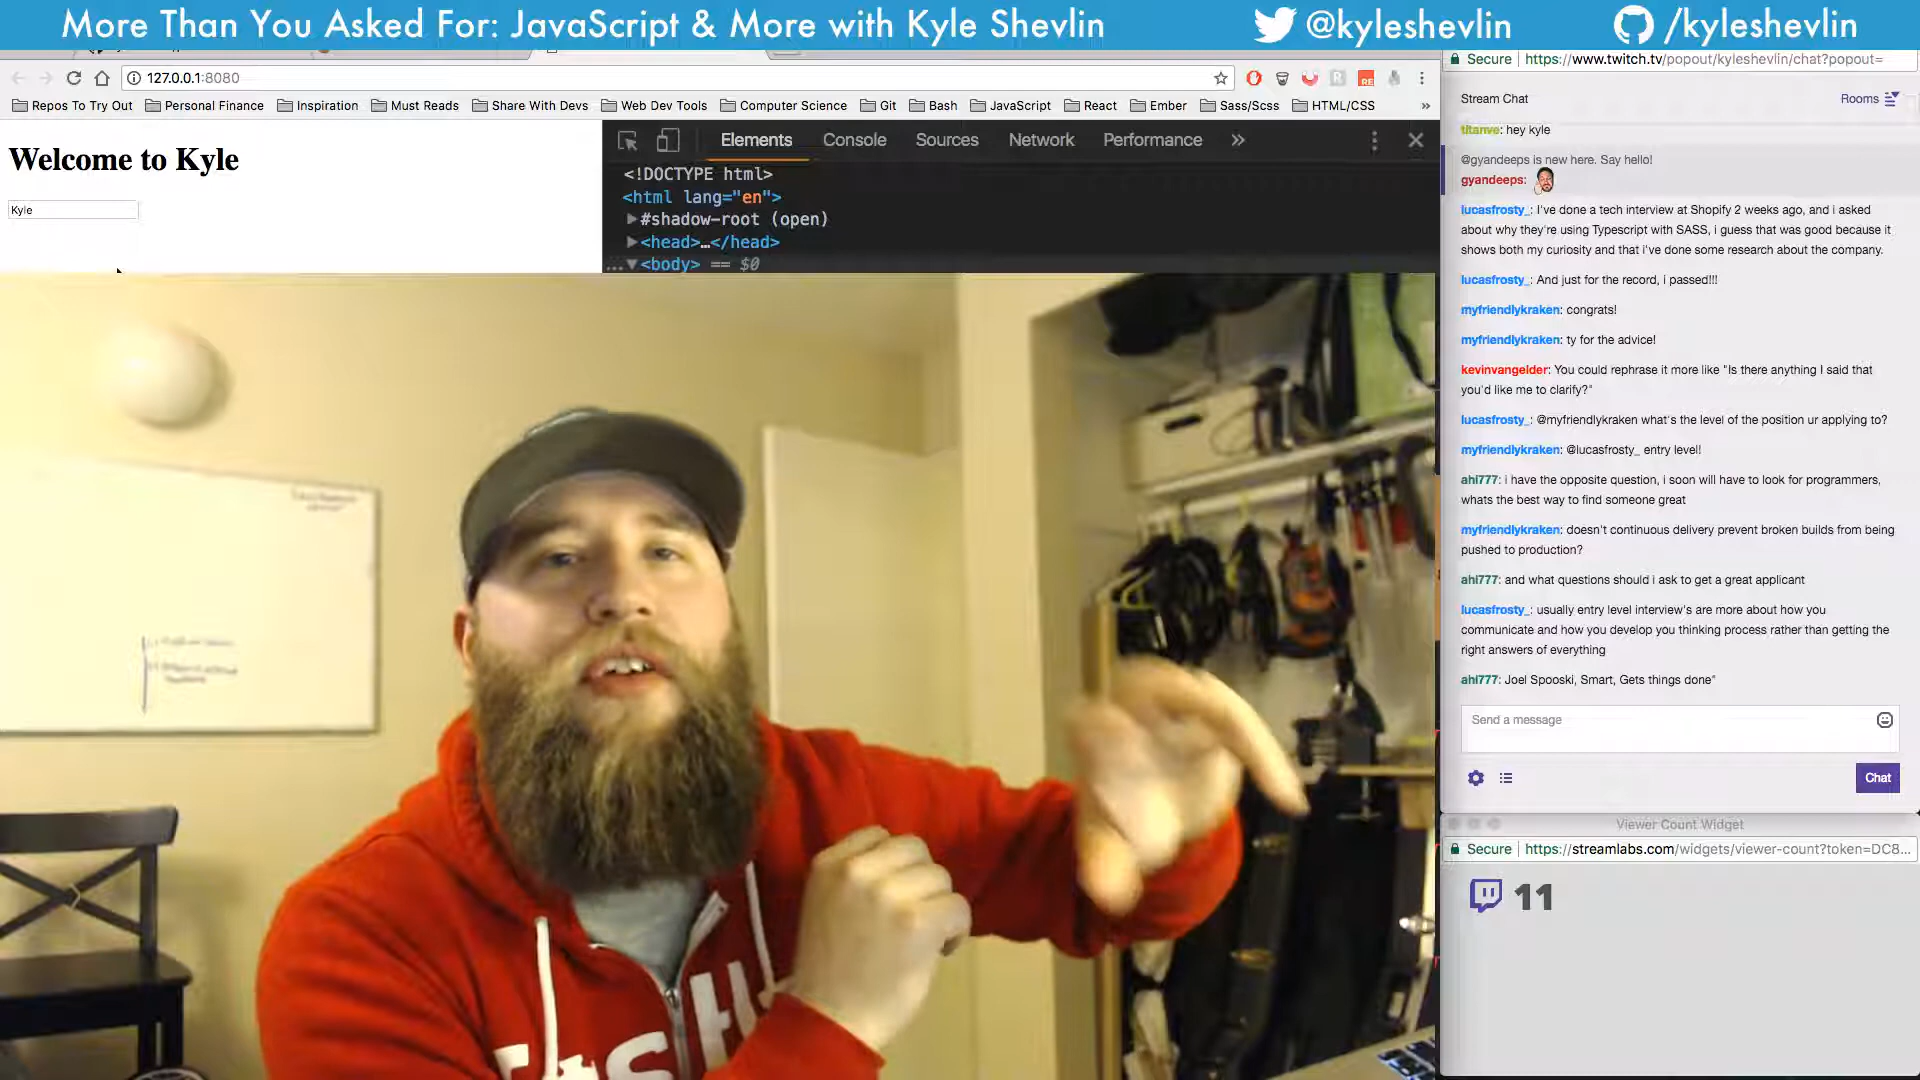 More Than You Asked For: JavaScript & More with Kyle Shevlin
@kyleshevlin
/kyleshevlin
127.0.0.1:8080
Repos To Try Out
Personal Finance
Inspiration
Must Reads
Share With Devs
Web Dev Tools
Computer Science
Git
Bash
JavaScript
React
Ember
Sass/Scss
HTML/CSS
»
Welcome to Kyle
Kyle
Elements
Console
Sources
Network
Performance
»
<!DOCTYPE html>
<html lang="en">
#shadow-root (open)
<head>…</head>
<body> == $0
Secure
https://www.twitch.tv/popout/kyleshevlin/chat?popout=
Stream Chat
Rooms
titanve: hey kyle
@gyandeeps is new here. Say hello!
gyandeeps:
lucasfrosty_: I've done a tech interview at Shopify 2 weeks ago, and i asked
about why they're using Typescript with SASS, i guess that was good because it
shows both my curiosity and that i've done some research about the company.
lucasfrosty_: And just for the record, i passed!!!
myfriendlykraken: congrats!
myfriendlykraken: ty for the advice!
kevinvangelder: You could rephrase it more like "Is there anything I said that
you'd like me to clarify?"
lucasfrosty_: @myfriendlykraken what's the level of the position ur applying to?
myfriendlykraken: @lucasfrosty_ entry level!
ahl777: i have the opposite question, i soon will have to look for programmers,
whats the best way to find someone great
myfriendlykraken: doesn't continuous delivery prevent broken builds from being
pushed to production?
ahl777: and what questions should i ask to get a great applicant
lucasfrosty_: usually entry level interview's are more about how you
communicate and how you develop you thinking process rather than getting the
right answers of everything
ahl777: Joel Spooski, Smart, Gets things done"
Send a message
Chat
Viewer Count Widget
Secure
https://streamlabs.com/widgets/viewer-count?token=DC8...
11